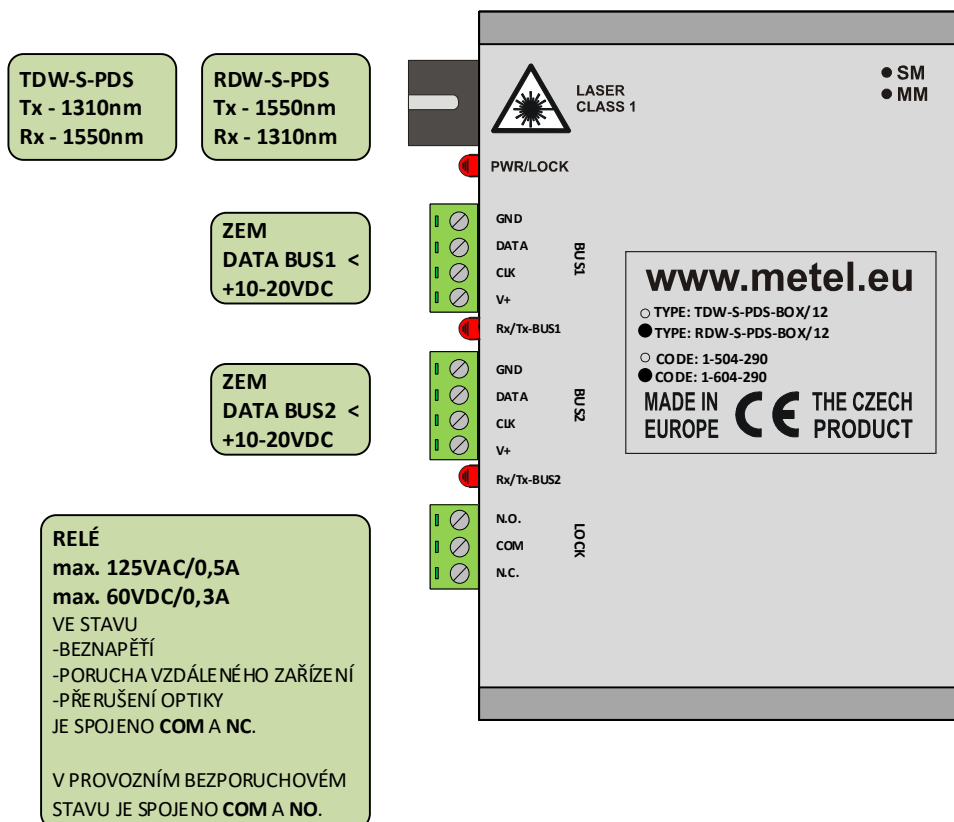 TDW-S-PDS
Tx - 1310nm
Rx - 1550nm
RDW-S-PDS
Tx - 1550nm
Rx - 1310nm
LASER
CLASS 1
SM
MM
PWR/LOCK
ZEM
DATA BUS1 <
+10-20VDC
GND
DATA
CLK
V+
BUS1
Rx/Tx-BUS1
ZEM
DATA BUS2 <
+10-20VDC
GND
DATA
CLK
V+
BUS2
Rx/Tx-BUS2
N.O.
COM
N.C.
LOCK
www.metel.eu
TYPE: TDW-S-PDS-BOX/12
TYPE: RDW-S-PDS-BOX/12
CODE: 1-504-290
CODE: 1-604-290
MADE IN
EUROPE
CE
THE CZECH
PRODUCT
RELÉ
max. 125VAC/0,5A
max. 60VDC/0,3A
VE STAVU
-BEZNAPĚŤÍ
-PORUCHA VZDÁLENÉHO ZAŘÍZENÍ
-PŘERUŠENÍ OPTIKY
JE SPOJENO COM A NC.
V PROVOZNÍM BEZPORUCHOVÉM
STAVU JE SPOJENO COM A NO.